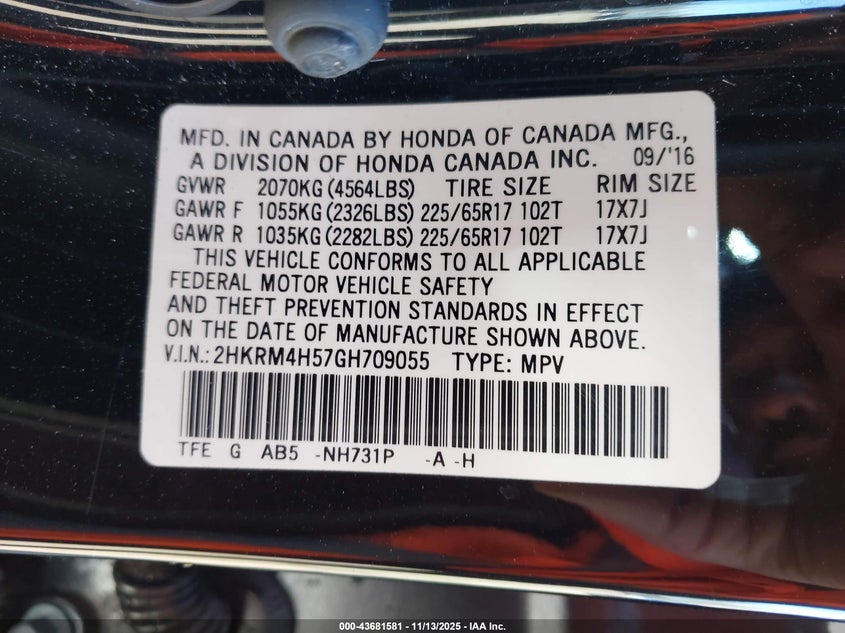 MFD. IN CANADA BY HONDA OF CANADA MFG.,
A DIVISION OF HONDA CANADA INC. 09/'16
GVWR 2070KG (4564LBS) TIRE SIZE RIM SIZE
GAWR F 1055KG (2326LBS) 225/65R17 102T 17X7J
GAWR R 1035KG (2282LBS) 225/65R17 102T 17X7J
THIS VEHICLE CONFORMS TO ALL APPLICABLE
FEDERAL MOTOR VEHICLE SAFETY
AND THEFT PREVENTION STANDARDS IN EFFECT
ON THE DATE OF MANUFACTURE SHOWN ABOVE.
V.I.N.: 2HKRM4H57GH709055 TYPE: MPV
TFE G AB5 -NH731P -A -H
000-43681581 - 11/13/2025 - IAA Inc.